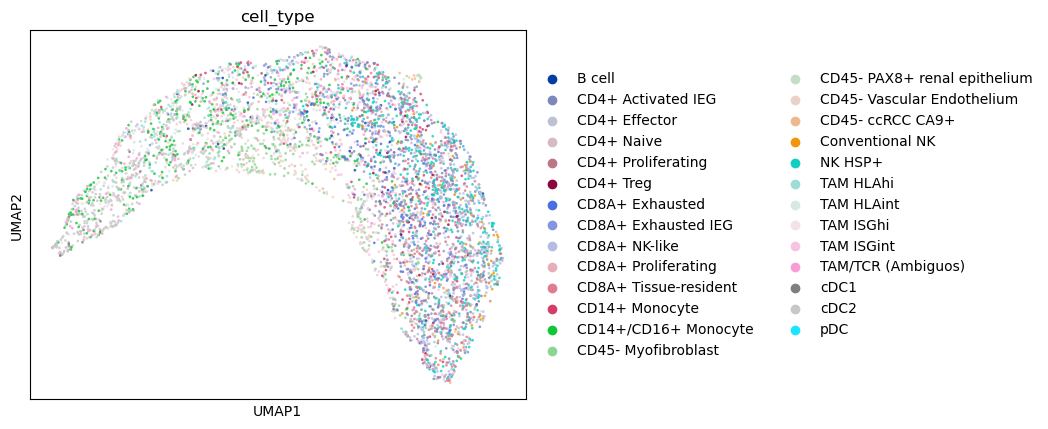 cell_type
UMAP2
UMAP1
B cell
CD4+ Activated IEG
CD4+ Effector
CD4+ Naive
CD4+ Proliferating
CD4+ Treg
CD8A+ Exhausted
CD8A+ Exhausted IEG
CD8A+ NK-like
CD8A+ Proliferating
CD8A+ Tissue-resident
CD14+ Monocyte
CD14+/CD16+ Monocyte
CD45- Myofibroblast
CD45- PAX8+ renal epithelium
CD45- Vascular Endothelium
CD45- ccRCC CA9+
Conventional NK
NK HSP+
TAM HLAhi
TAM HLAint
TAM ISGhi
TAM ISGint
TAM/TCR (Ambiguos)
cDC1
cDC2
pDC